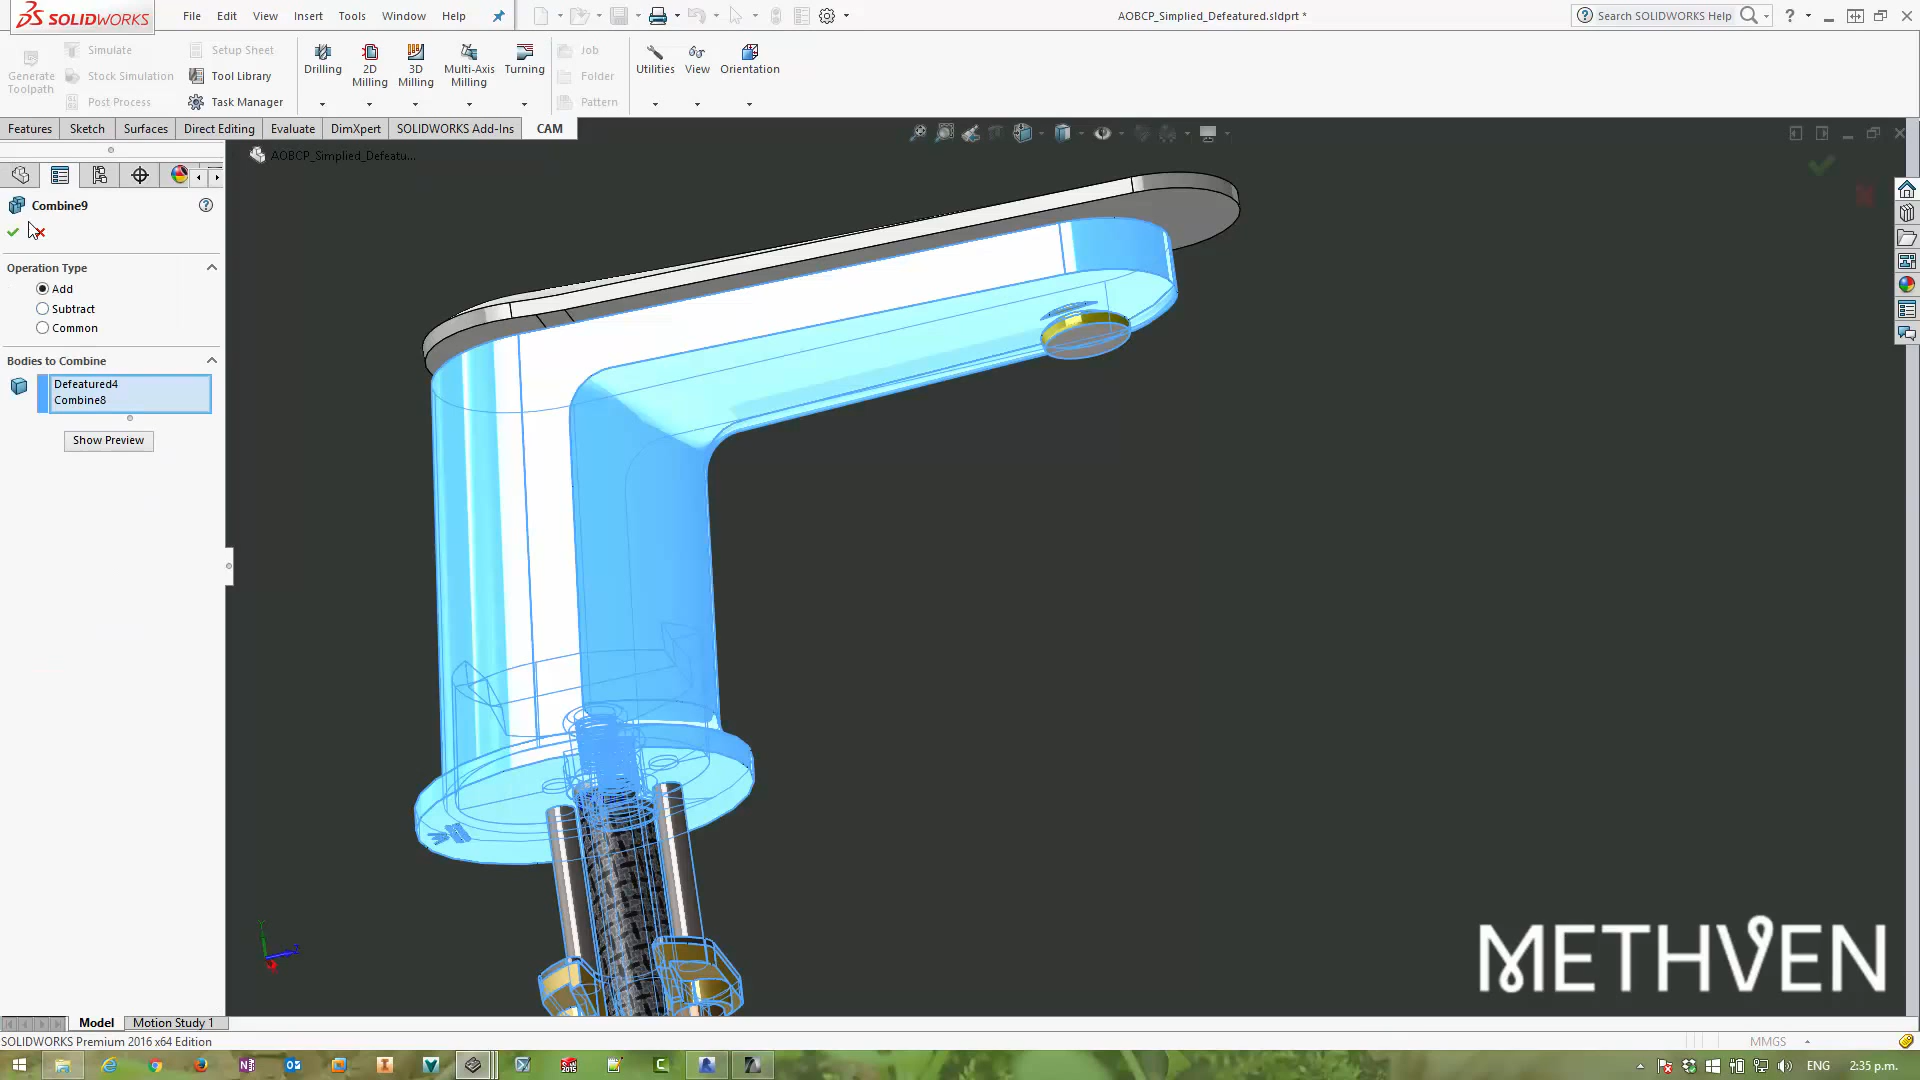 SOLIDWORKS
File Edit View Insert Tools Window Help
AOBCP_Simplied_Defeatured.sldprt *
Search SOLIDWORKS Help
Generate Toolpath
Simulate
Stock Simulation
Post Process
Setup Sheet
Tool Library
Task Manager
Drilling
2D Milling
3D Milling
Multi-Axis Milling
Turning
Job
Folder
Pattern
Utilities
View
Orientation
Features Sketch Surfaces Direct Editing Evaluate DimXpert SOLIDWORKS Add-Ins CAM
AOBCP_Simplied_Defeatu...
Combine9
Operation Type
Add
Subtract
Common
Bodies to Combine
Defeatured4
Combine8
Show Preview
METHVEN
Model Motion Study 1
SOLIDWORKS Premium 2016 x64 Edition
MMGS
ENG 2:35 p.m.